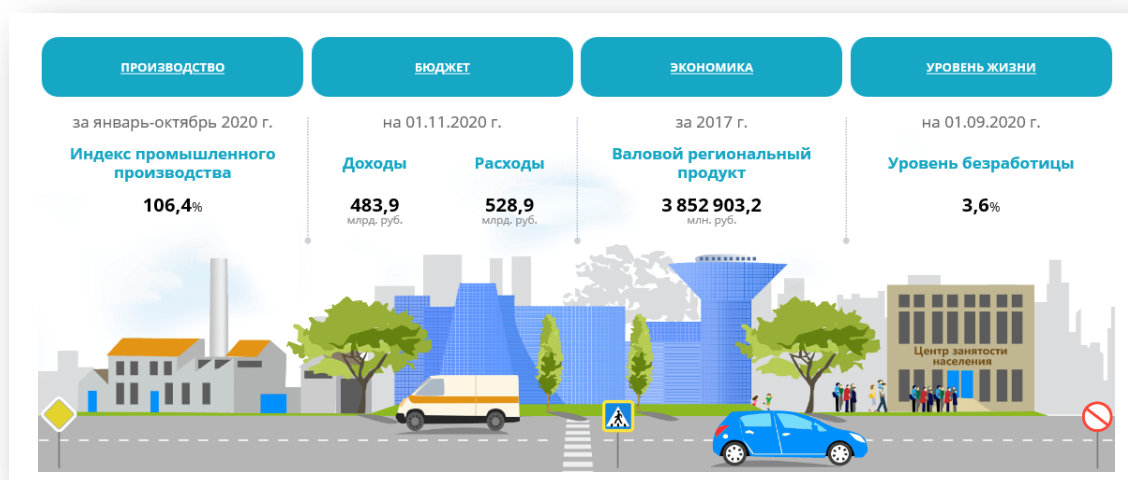 ПРОИЗВОДСТВО
БЮДЖЕТ
ЭКОНОМИКА
УРОВЕНЬ ЖИЗНИ
за январь-октябрь 2020 г.
на 01.11.2020 г.
за 2017 г.
на 01.09.2020 г.
Индекс промышленного
производства
Доходы
Расходы
Валовой региональный
продукт
Уровень безработицы
106,4%
483,9
млрд. руб.
528,9
млрд. руб.
3 852 903,2
млн. руб.
3,6%
Центр занятости
населения